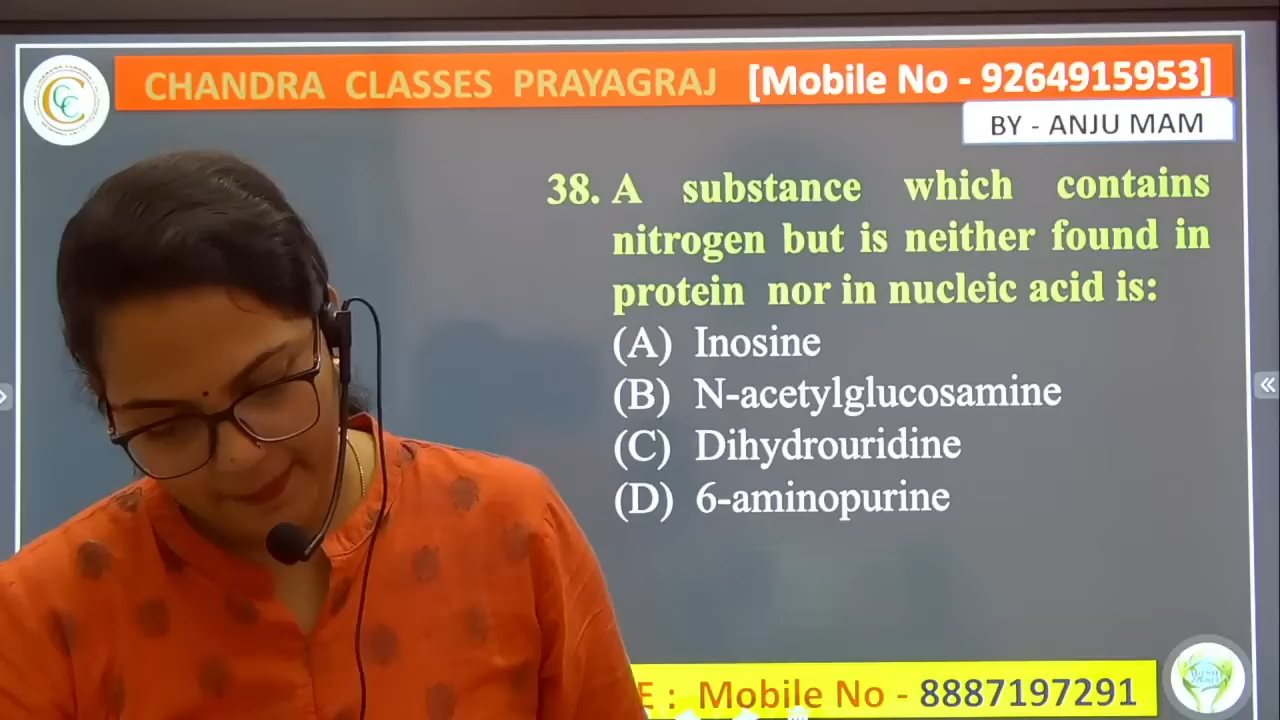 CHANDRA CLASSES PRAYAGRAJ [Mobile No - 9264915953]
BY - ANJU MAM
38. A substance which contains
nitrogen but is neither found in
protein nor in nucleic acid is:
(A) Inosine
(B) N-acetylglucosamine
(C) Dihydrouridine
(D) 6-aminopurine
E : Mobile No - 8887197291